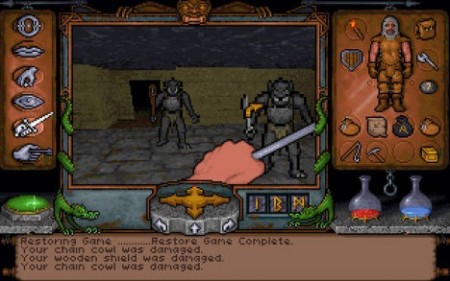 Restoring Game ...........Restore Game Complete.
Your chain cowl was damaged.
Your wooden shield was damaged.
Your chain cowl was damaged.